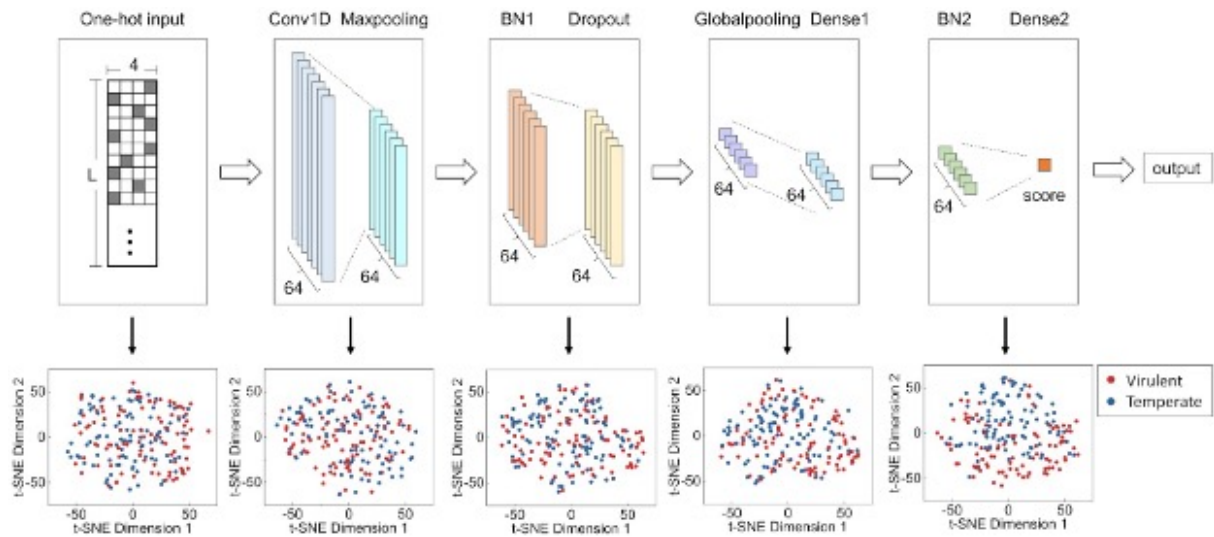 One-hot input
Conv1D Maxpooling
BN1 Dropout
Globalpooling Dense1
BN2 Dense2
4
L
64
64
64
64
64
64
64
score
output
t-SNE Dimension 2
50
0
-50
-50 0 50
t-SNE Dimension 1
t-SNE Dimension 2
50
0
-50
-50 0 50
t-SNE Dimension 1
t-SNE Dimension 2
50
0
-50
-50 0 50
t-SNE Dimension 1
t-SNE Dimension 2
50
0
-50
-50 0 50
t-SNE Dimension 1
t-SNE Dimension 2
50
0
-50
-50 0 50
t-SNE Dimension 1
Virulent
Temperate